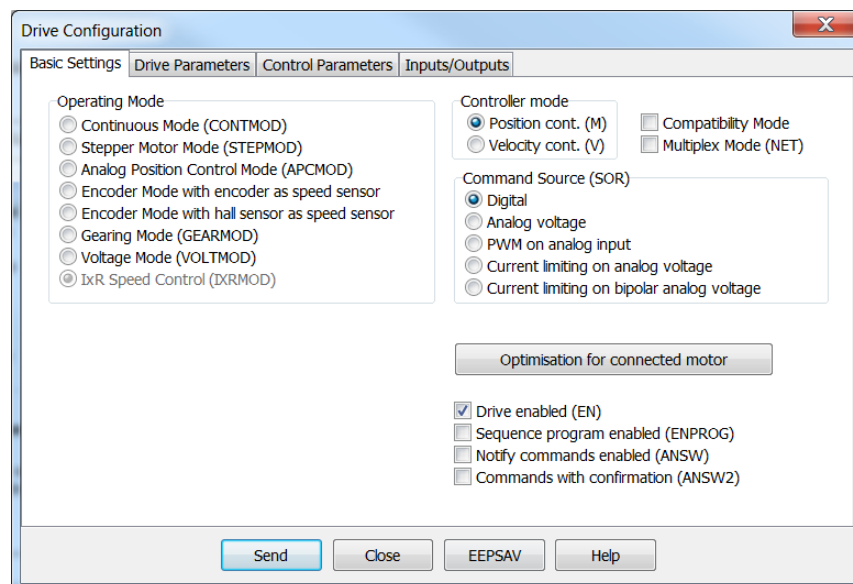 Drive Configuration
Basic Settings Drive Parameters Control Parameters Inputs/Outputs
Operating Mode
Continuous Mode (CONTMOD)
Stepper Motor Mode (STEPMOD)
Analog Position Control Mode (APCMOD)
Encoder Mode with encoder as speed sensor
Encoder Mode with hall sensor as speed sensor
Gearing Mode (GEARMOD)
Voltage Mode (VOLTMOD)
IxR Speed Control (IXRMOD)
Controller mode
Position cont. (M)
Velocity cont. (V)
Compatibility Mode
Multiplex Mode (NET)
Command Source (SOR)
Digital
Analog voltage
PWM on analog input
Current limiting on analog voltage
Current limiting on bipolar analog voltage
Optimisation for connected motor
Drive enabled (EN)
Sequence program enabled (ENPROG)
Notify commands enabled (ANSW)
Commands with confirmation (ANSW2)
Send Close EEPSAV Help